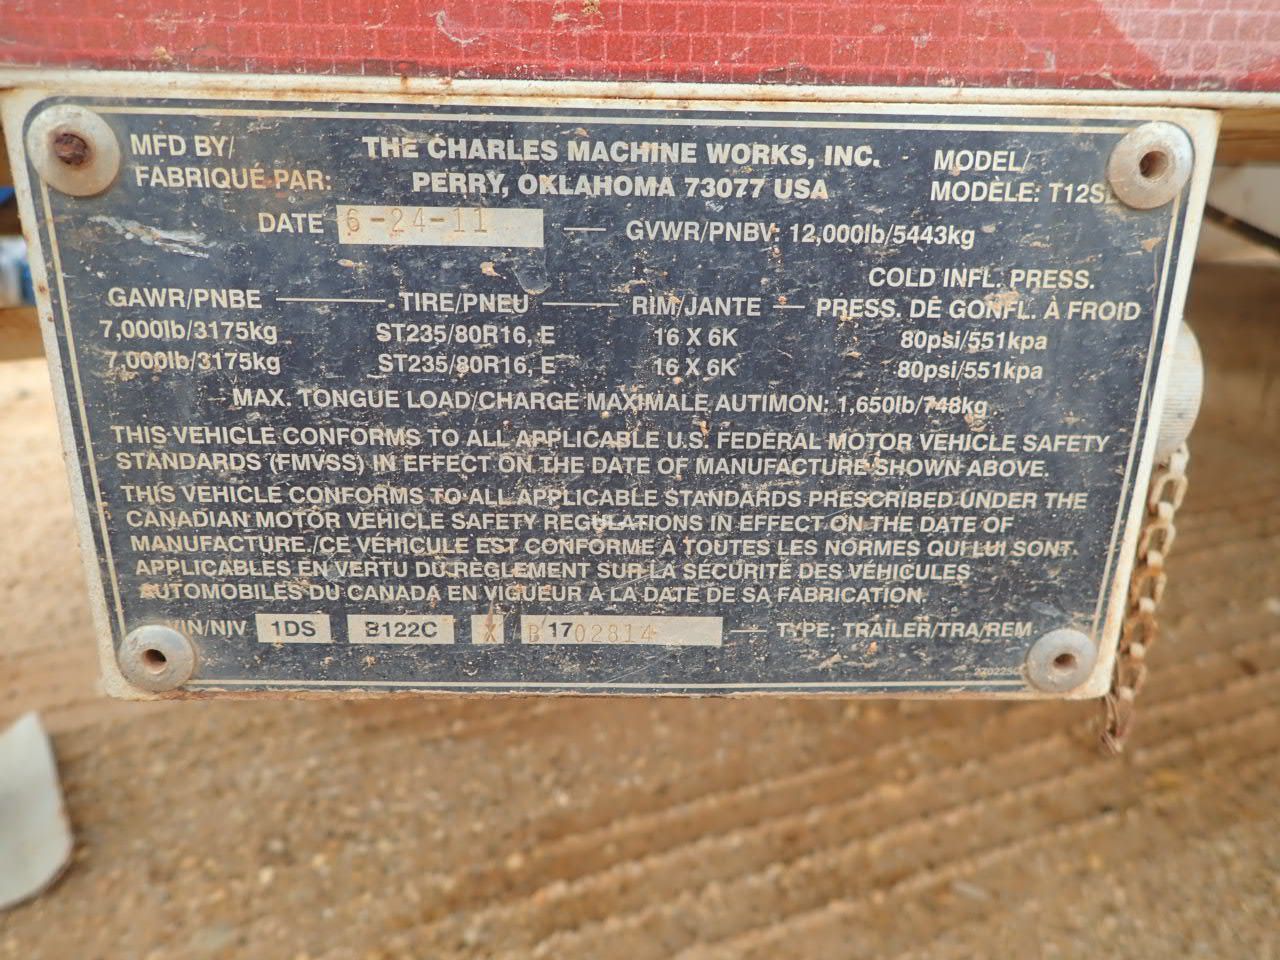 MFD BY/ THE CHARLES MACHINE WORKS, INC. MODEL/
FABRIQUÉ PAR: PERRY, OKLAHOMA 73077 USA MODÈLE:
DATE 6-24-11 GVWR/PNBV: 12,000lb/5443kg
COLD INFL. PRESS.
GAWR/PNBE TIRE/PNEU RIM/JANTE PRESS. DE GONFL. À FROID
7,000lb/3175kg ST235/80R16, E 16 X 6K 80psi/551kpa
7,000lb/3175kg ST235/80R16, E 16 X 6K 80psi/551kpa
MAX. TONGUE LOAD/CHARGE MAXIMALE AUTIMON: 1,650lb/748kg
THIS VEHICLE CONFORMS TO ALL APPLICABLE U.S. FEDERAL MOTOR VEHICLE SAFETY
STANDARDS (FMVSS) IN EFFECT ON THE DATE OF MANUFACTURE SHOWN ABOVE.
THIS VEHICLE CONFORMS TO ALL APPLICABLE STANDARDS PRESCRIBED UNDER THE
CANADIAN MOTOR VEHICLE SAFETY REGULATIONS IN EFFECT ON THE DATE OF
MANUFACTURE./CE VÉHICULE EST CONFORME À TOUTES LES NORMES QUI LUI SONT
APPLICABLES EN VERTU DU RÈGLEMENT SUR LA SÉCURITÉ DES VÉHICULES
AUTOMOBILES DU CANADA EN VIGUEUR À LA DATE DE SA FABRICATION.
VIN/NIV 1DS B122C X B 1702814 TYPE: TRAILER/TRA/REM